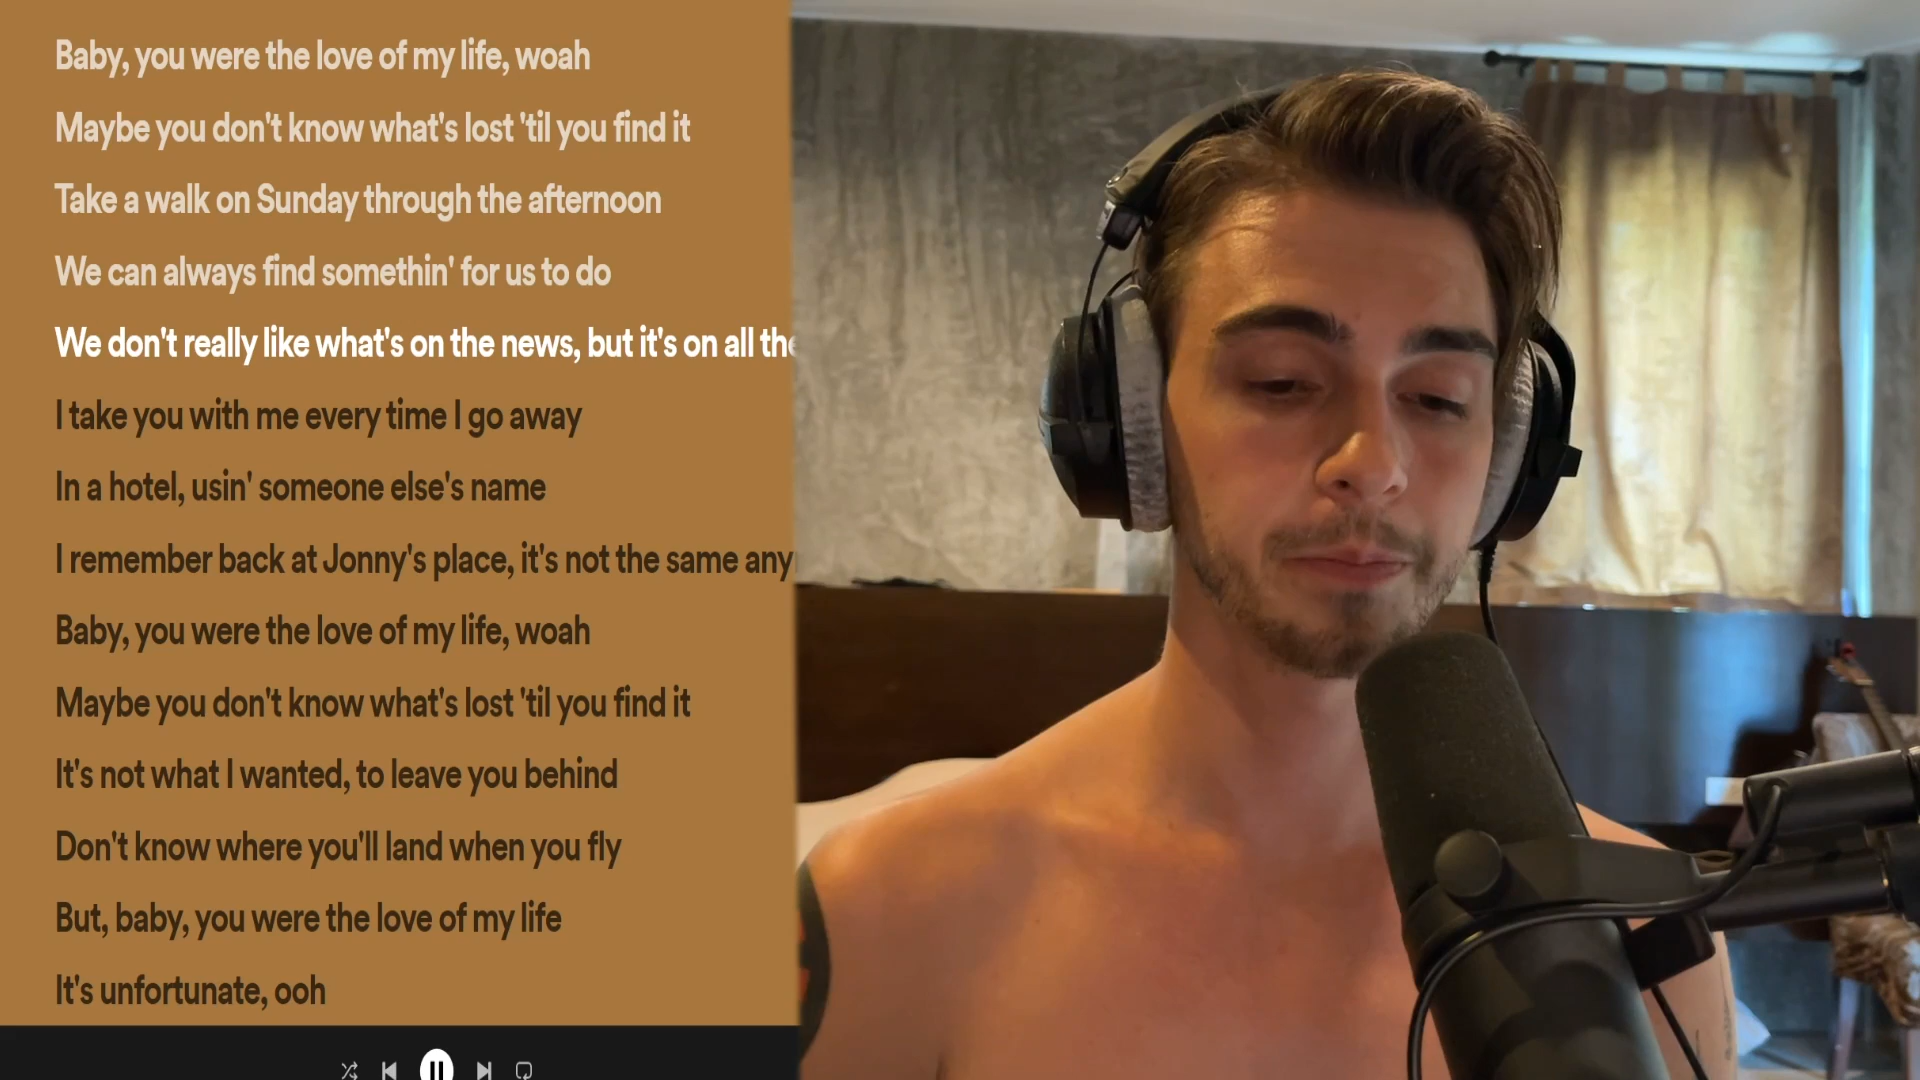 Baby, you were the love of my life, woah
Maybe you don't know what's lost 'til you find it
Take a walk on Sunday through the afternoon
We can always find somethin' for us to do
We don't really like what's on the news, but it's on all the
I take you with me every time I go away
In a hotel, usin' someone else's name
I remember back at Jonny's place, it's not the same any
Baby, you were the love of my life, woah
Maybe you don't know what's lost 'til you find it
It's not what I wanted, to leave you behind
Don't know where you'll land when you fly
But, baby, you were the love of my life
It's unfortunate, ooh